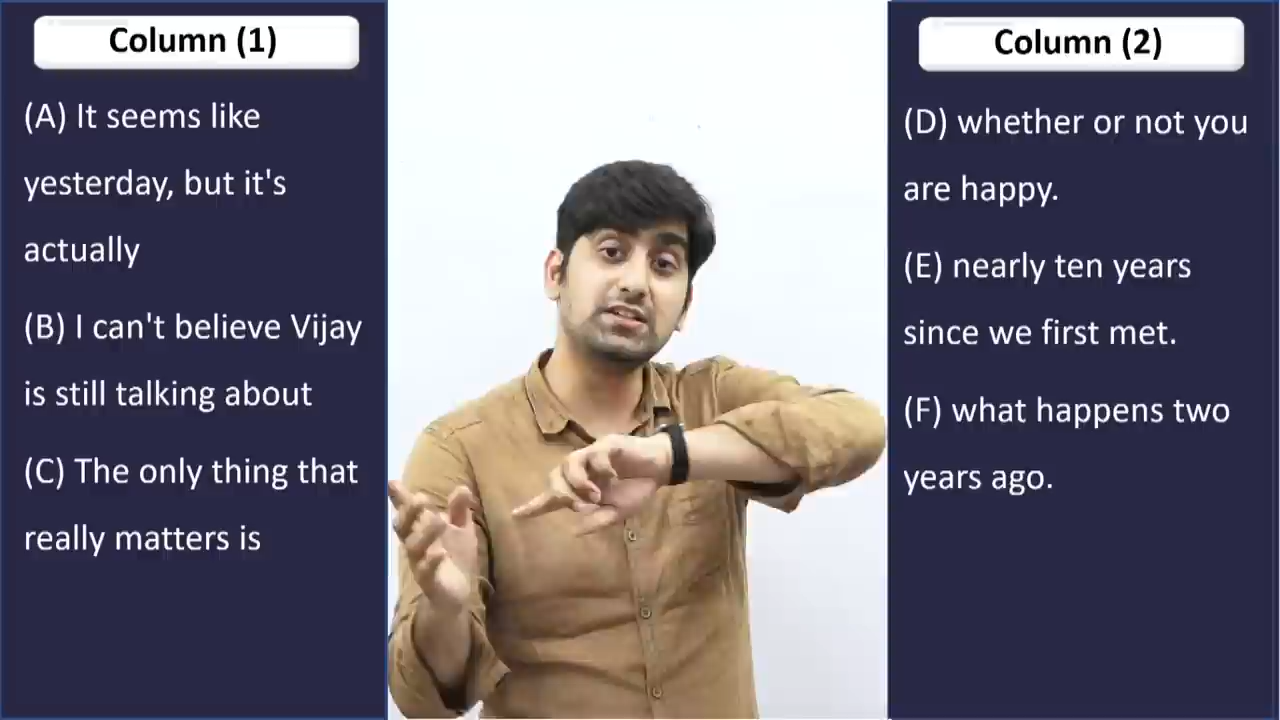 Column (1)
(A) It seems like
yesterday, but it's
actually
(B) I can't believe Vijay
is still talking about
(C) The only thing that
really matters is
Column (2)
(D) whether or not you
are happy.
(E) nearly ten years
since we first met.
(F) what happens two
years ago.